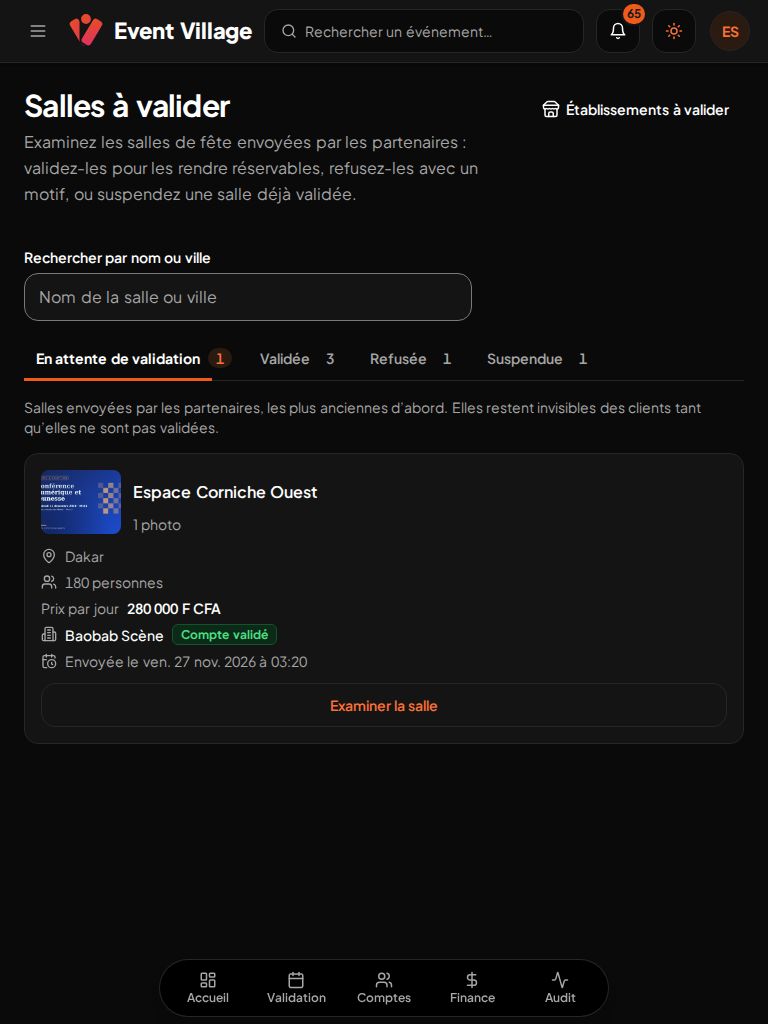 Event Village
Rechercher un événement…
65
ES
Salles à valider
Établissements à valider
Examinez les salles de fête envoyées par les partenaires :
validez-les pour les rendre réservables, refusez-les avec un
motif, ou suspendez une salle déjà validée.
Rechercher par nom ou ville
Nom de la salle ou ville
En attente de validation 1
Validée 3
Refusée 1
Suspendue 1
Salles envoyées par les partenaires, les plus anciennes d’abord. Elles restent invisibles des clients tant
qu’elles ne sont pas validées.
Espace Corniche Ouest
1 photo
Dakar
180 personnes
Prix par jour 280 000 F CFA
Baobab Scène Compte validé
Envoyée le ven. 27 nov. 2026 à 03:20
Examiner la salle
Accueil
Validation
Comptes
Finance
Audit